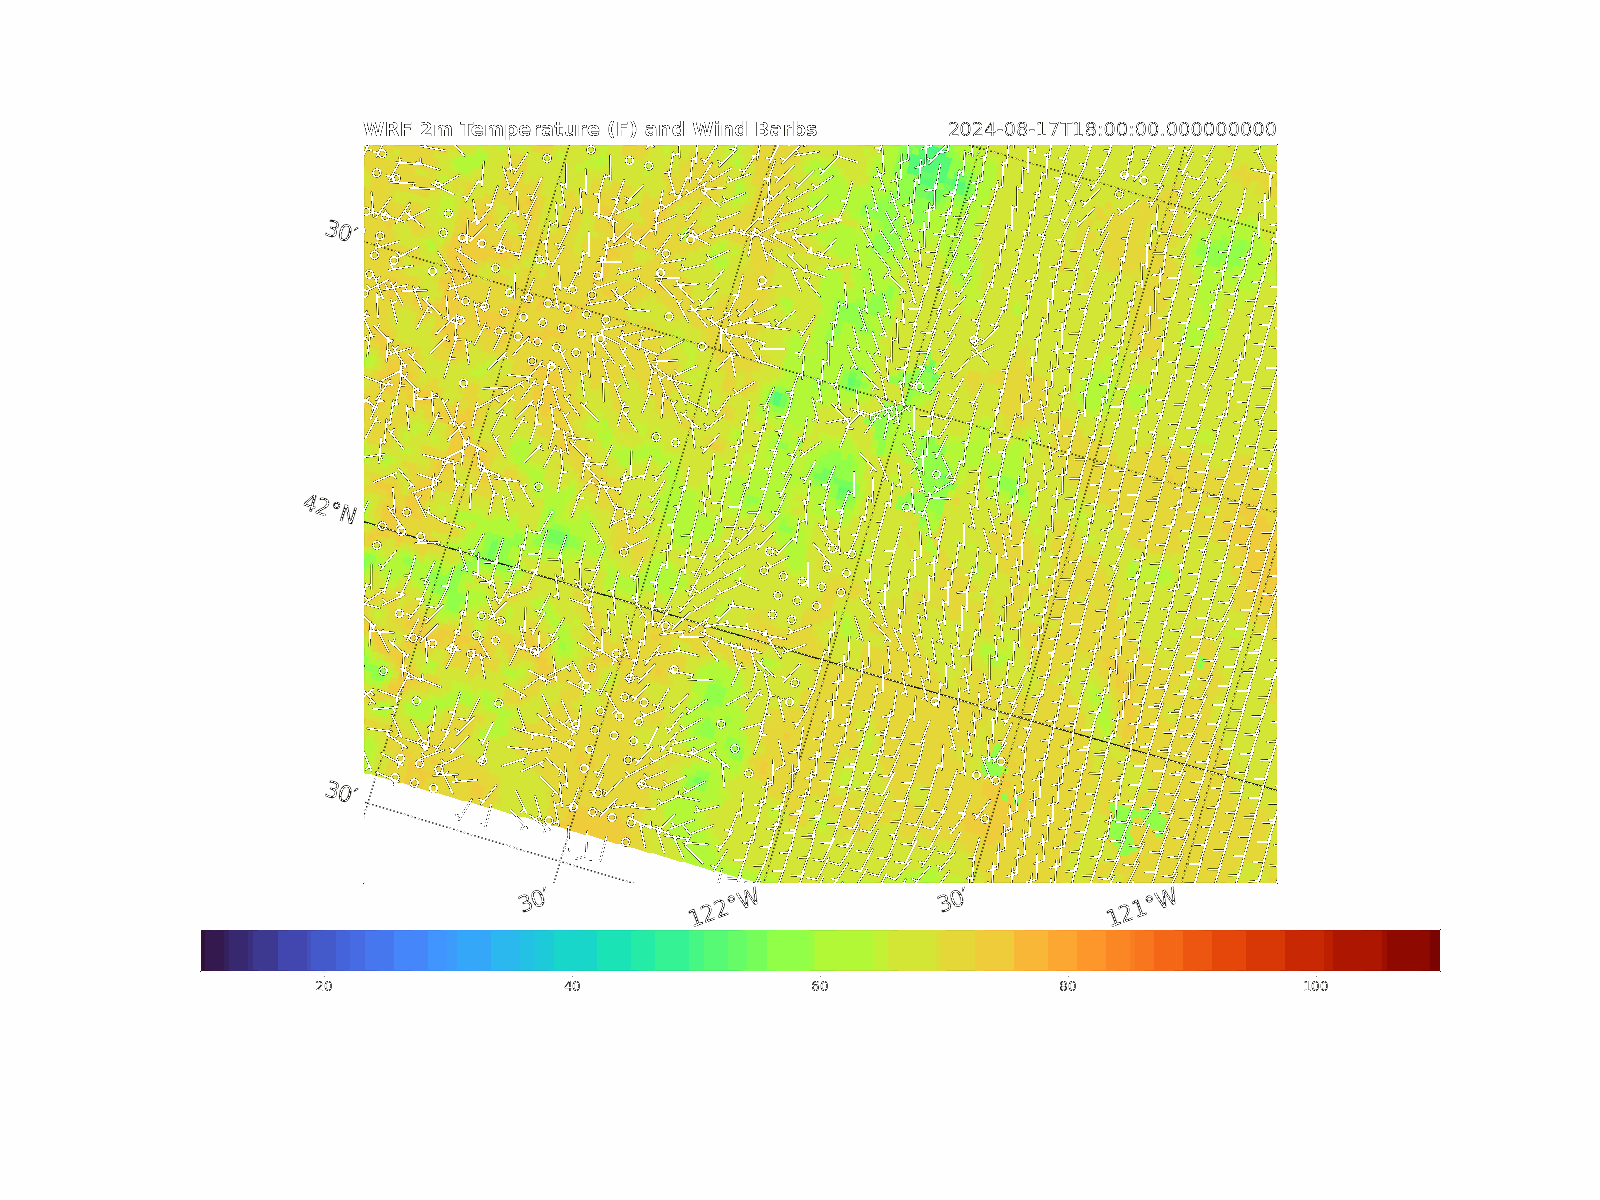 WRF 2m Temperature (F) and Wind Barbs
2024-08-17T18:00:00.000000000
30′
42°N
30′
30′
122°W
30′
121°W
20
40
60
80
100